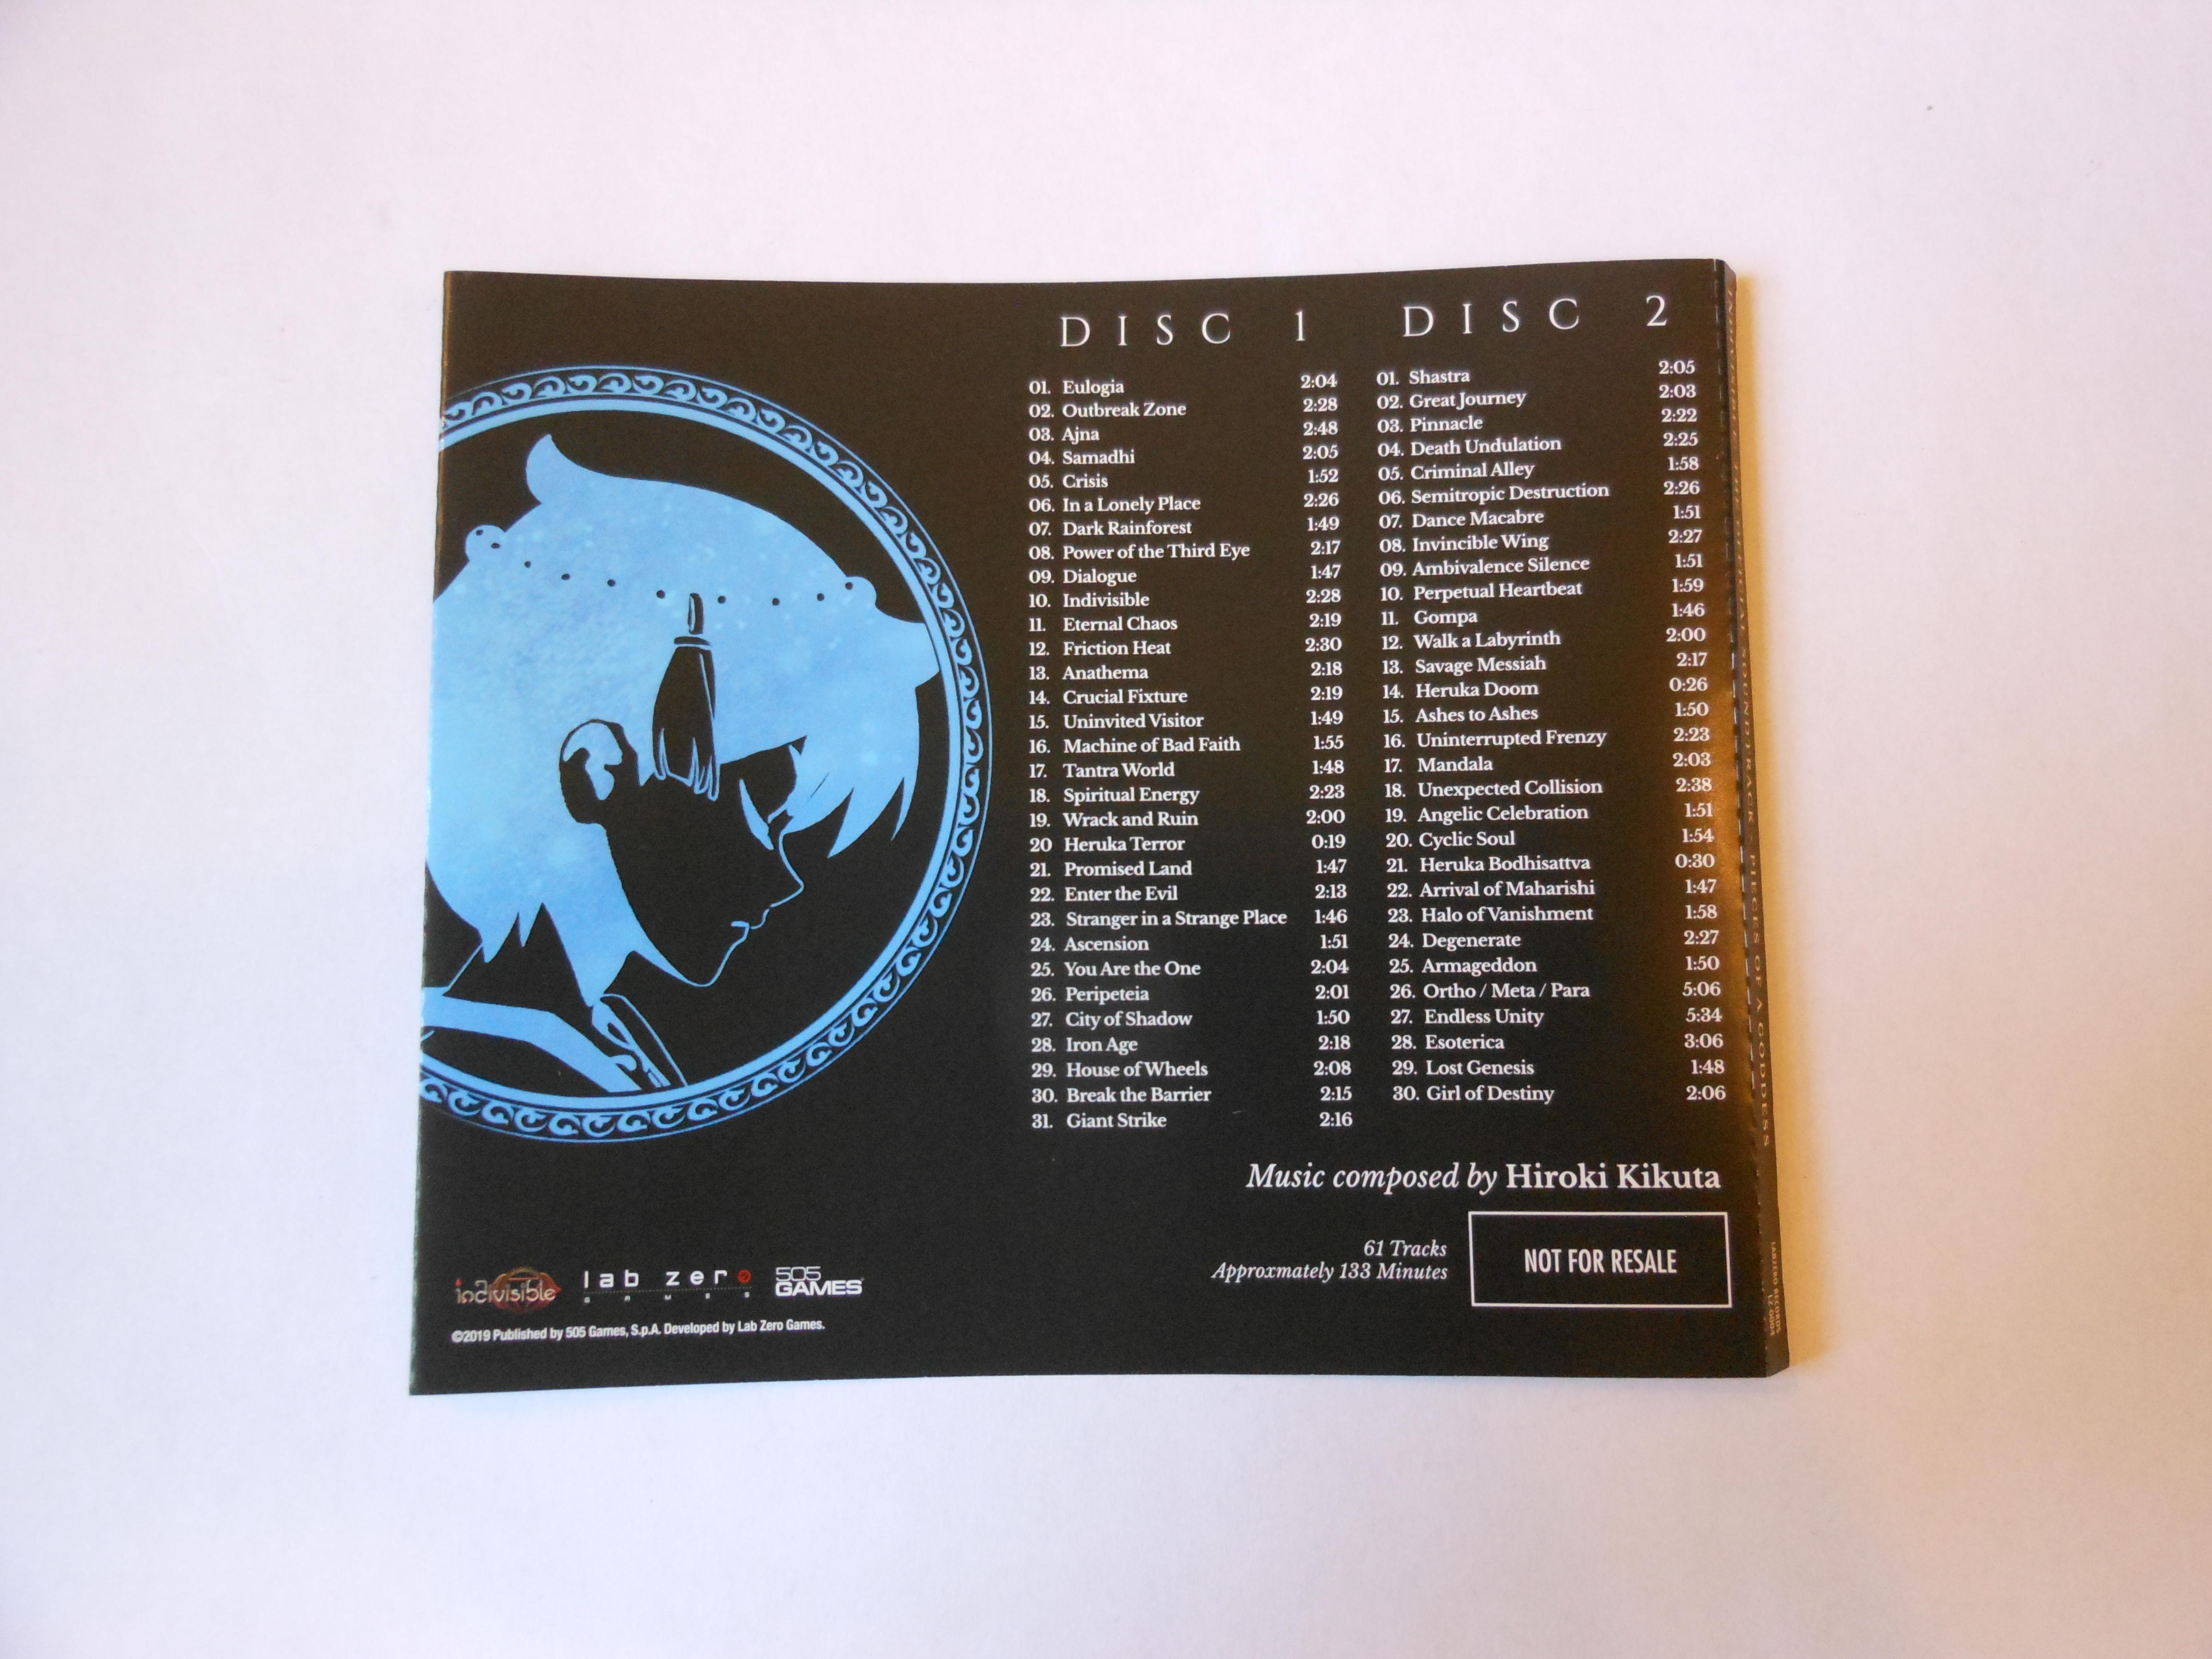 DISC 1
01. Eulogia 2:04
02. Outbreak Zone 2:28
03. Ajna 2:48
04. Samadhi 2:05
05. Crisis 1:52
06. In a Lonely Place 2:26
07. Dark Rainforest 1:49
08. Power of the Third Eye 2:17
09. Dialogue 1:47
10. Indivisible 2:28
11. Eternal Chaos 2:19
12. Friction Heat 2:30
13. Anathema 2:18
14. Crucial Fixture 2:19
15. Uninvited Visitor 1:49
16. Machine of Bad Faith 1:55
17. Tantra World 1:48
18. Spiritual Energy 2:23
19. Wrack and Ruin 2:00
20 Heruka Terror 0:19
21. Promised Land 1:47
22. Enter the Evil 2:13
23. Stranger in a Strange Place 1:46
24. Ascension 1:51
25. You Are the One 2:04
26. Peripeteia 2:01
27. City of Shadow 1:50
28. Iron Age 2:18
29. House of Wheels 2:08
30. Break the Barrier 2:15
31. Giant Strike 2:16
DISC 2
01. Shastra 2:05
02. Great Journey 2:03
03. Pinnacle 2:22
04. Death Undulation 2:25
05. Criminal Alley 1:58
06. Semitropic Destruction 2:26
07. Dance Macabre 1:51
08. Invincible Wing 2:27
09. Ambivalence Silence 1:51
10. Perpetual Heartbeat 1:59
11. Gompa 1:46
12. Walk a Labyrinth 2:00
13. Savage Messiah 2:17
14. Heruka Doom 0:26
15. Ashes to Ashes 1:50
16. Uninterrupted Frenzy 2:23
17. Mandala 2:03
18. Unexpected Collision 2:38
19. Angelic Celebration 1:51
20. Cyclic Soul 1:54
21. Heruka Bodhisattva 0:30
22. Arrival of Maharishi 1:47
23. Halo of Vanishment 1:58
24. Degenerate 2:27
25. Armageddon 1:50
26. Ortho / Meta / Para 5:06
27. Endless Unity 5:34
28. Esoterica 3:06
29. Lost Genesis 1:48
30. Girl of Destiny 2:06
Music composed by Hiroki Kikuta
61 Tracks
Approxmately 133 Minutes
NOT FOR RESALE
indivisible
lab zero
GAMES
505
GAMES
©2019 Published by 505 Games, S.p.A. Developed by Lab Zero Games.
SOUNDTRACK - PIECES OF A GODDESS
LABZERO RECORDS